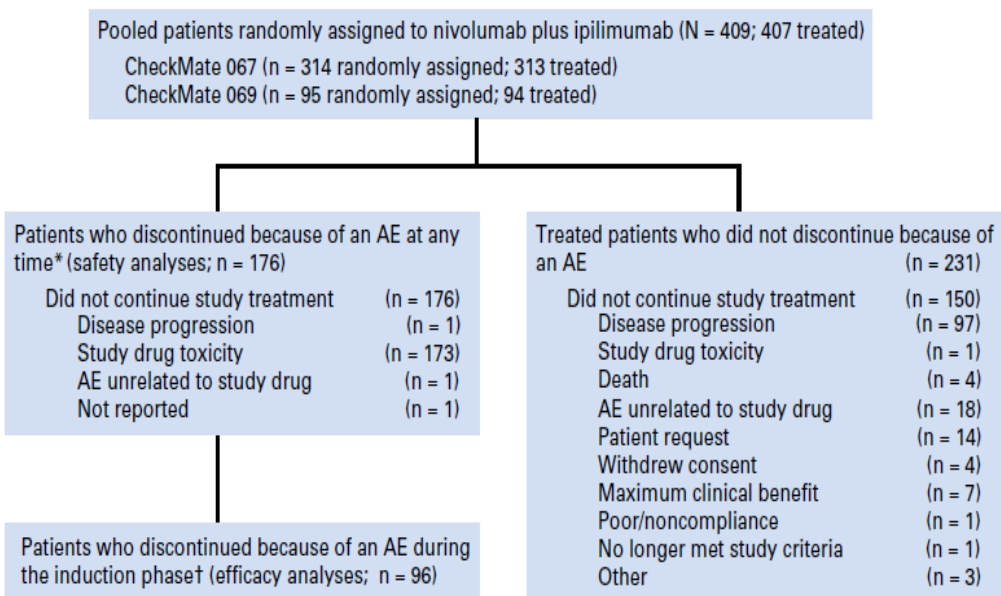 Pooled patients randomly assigned to nivolumab plus ipilimumab (N = 409; 407 treated)
CheckMate 067 (n = 314 randomly assigned; 313 treated)
CheckMate 069 (n = 95 randomly assigned; 94 treated)
Patients who discontinued because of an AE at any
time* (safety analyses; n = 176)
Did not continue study treatment (n = 176)
Disease progression (n = 1)
Study drug toxicity (n = 173)
AE unrelated to study drug (n = 1)
Not reported (n = 1)
Patients who discontinued because of an AE during
the induction phase† (efficacy analyses; n = 96)
Treated patients who did not discontinue because of
an AE (n = 231)
Did not continue study treatment (n = 150)
Disease progression (n = 97)
Study drug toxicity (n = 1)
Death (n = 4)
AE unrelated to study drug (n = 18)
Patient request (n = 14)
Withdrew consent (n = 4)
Maximum clinical benefit (n = 7)
Poor/noncompliance (n = 1)
No longer met study criteria (n = 1)
Other (n = 3)